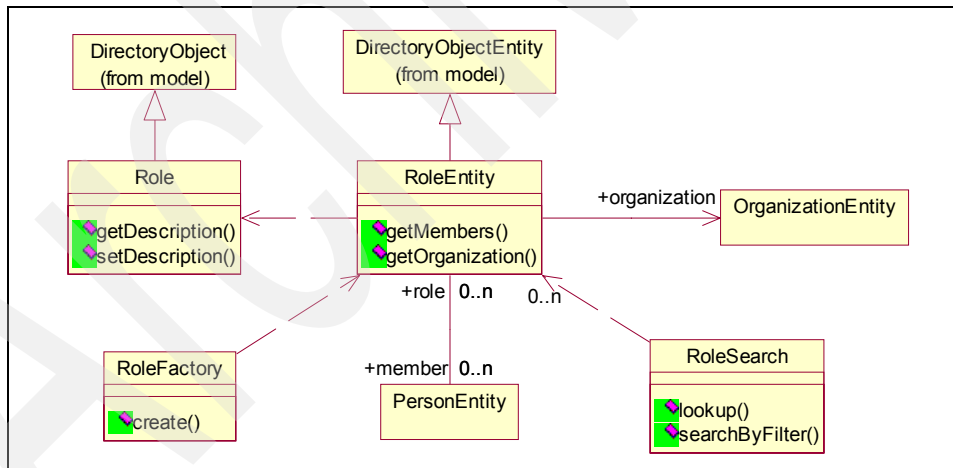 DirectoryObject
(from model)
DirectoryObjectEntity
(from model)
Role
getDescription()
setDescription()
RoleEntity
getMembers()
getOrganization()
+organization
OrganizationEntity
+role 0..n
0..n
RoleFactory
create()
+member 0..n
PersonEntity
RoleSearch
lookup()
searchByFilter()